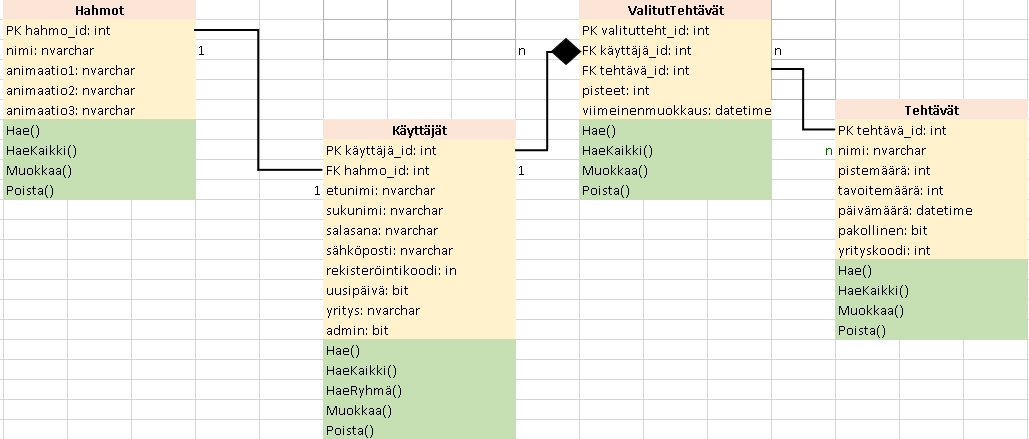 Hahmot
PK hahmo_id: int
nimi: nvarchar
animaatio1: nvarchar
animaatio2: nvarchar
animaatio3: nvarchar
Hae()
HaeKaikki()
Muokkaa()
Poista()
1
1
Käyttäjät
PK käyttäjä_id: int
FK hahmo_id: int
etunimi: nvarchar
sukunimi: nvarchar
salasana: nvarchar
sähköposti: nvarchar
rekisteröintikoodi: in
uusipäivä: bit
yritys: nvarchar
admin: bit
Hae()
HaeKaikki()
HaeRyhmä()
Muokkaa()
Poista()
1
n
ValitutTehtävät
PK valitutteht_id: int
FK käyttäjä_id: int
FK tehtävä_id: int
pisteet: int
viimeinenmuokkaus: datetime
Hae()
HaeKaikki()
Muokkaa()
Poista()
n
n
Tehtävät
PK tehtävä_id: int
nimi: nvarchar
pistemäärä: int
tavoitemäärä: int
päivämäärä: datetime
pakollinen: bit
yrityskoodi: int
Hae()
HaeKaikki()
Muokkaa()
Poista()